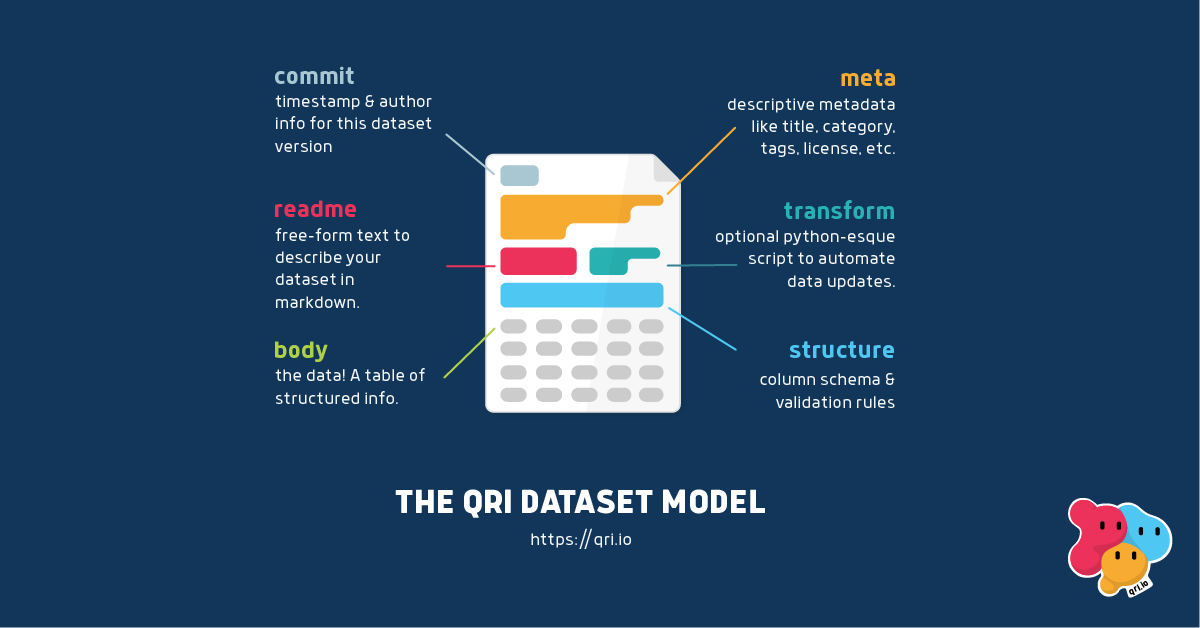 commit
timestamp & author
info for this dataset
version
readme
free-form text to
describe your
dataset in
markdown.
body
the data! A table of
structured info.
meta
descriptive metadata
like title, category,
tags, license, etc.
transform
optional python-esque
script to automate
data updates.
structure
column schema &
validation rules
THE QRI DATASET MODEL
https://qri.io
qri.io